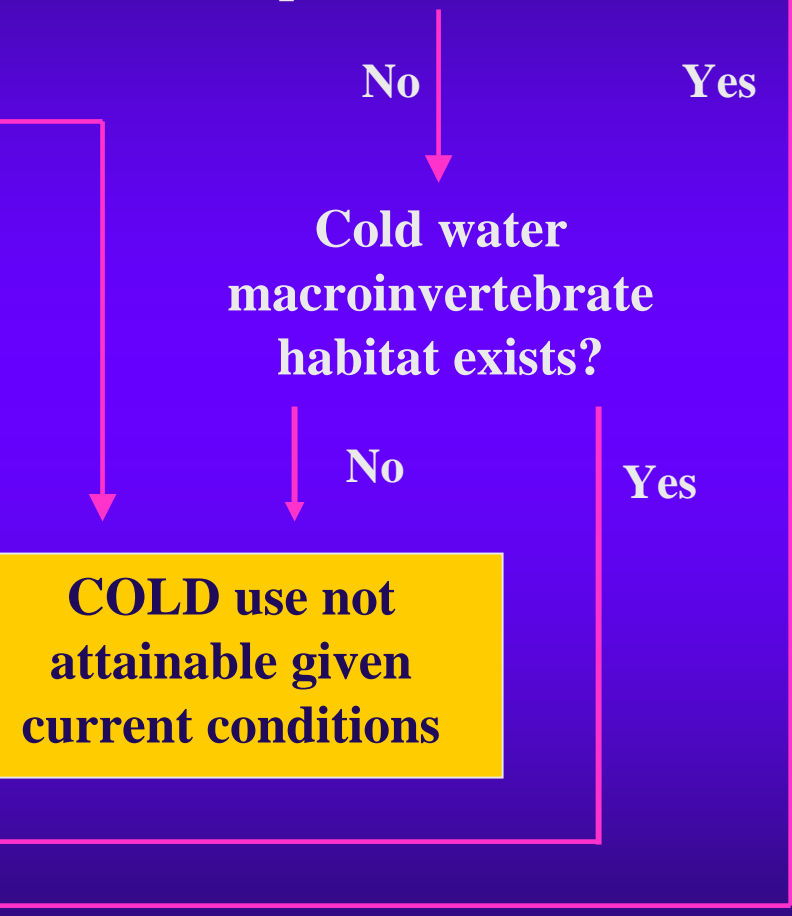 No
Yes
Cold water
macroinvertebrate
habitat exists?
No
Yes
COLD use not
attainable given
current conditions